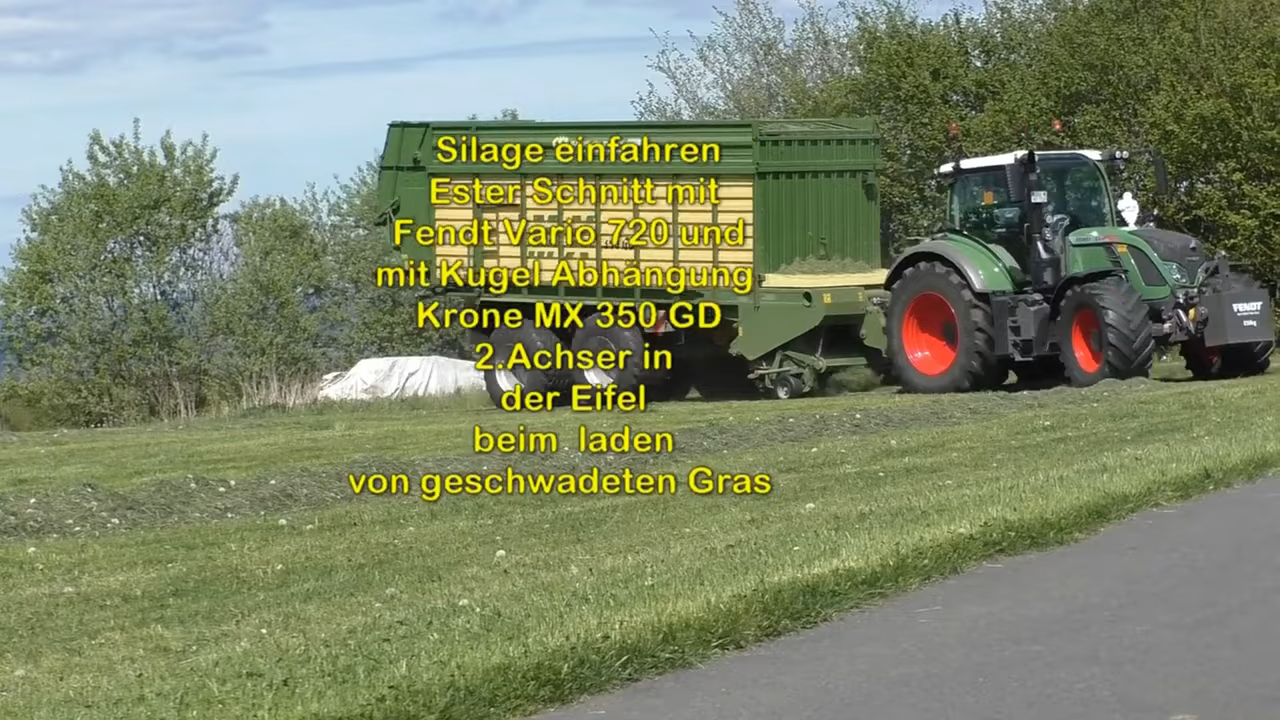 Silage einfahren
Ester Schnitt mit
Fendt Vario 720 und
mit Kugel Abhängung
Krone MX 350 GD
2.Achser in
der Eifel
beim laden
von geschwadeten Gras
FENDT